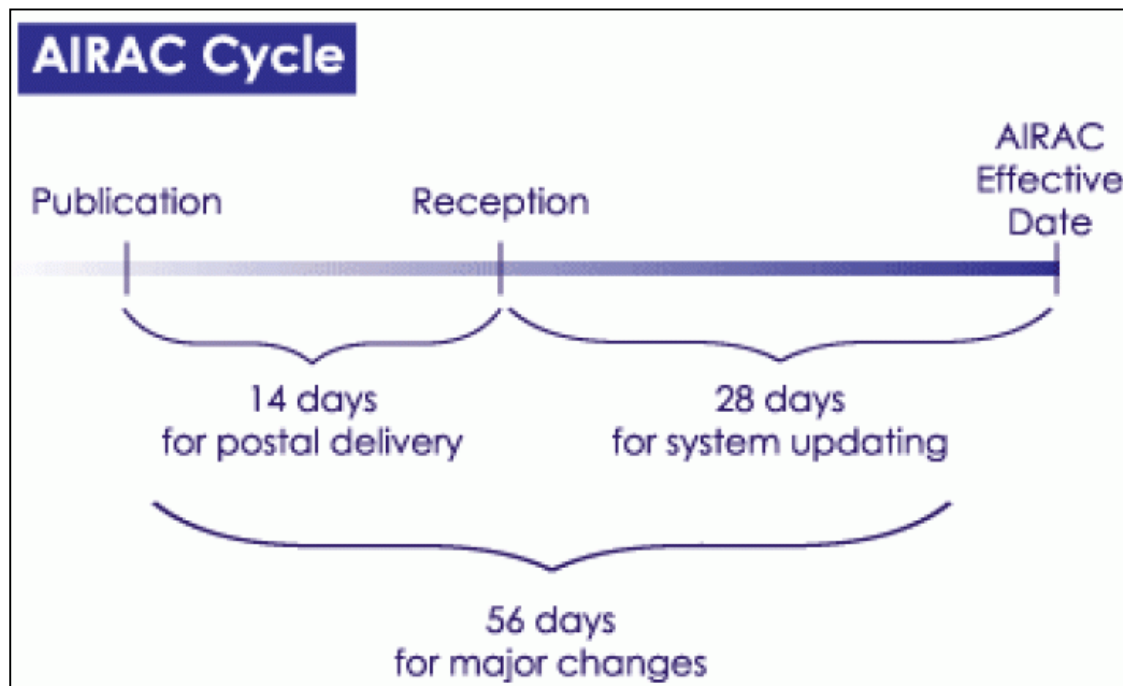 AIRAC Cycle
Publication
Reception
AIRAC
Effective
Date
14 days
for postal delivery
28 days
for system updating
56 days
for major changes